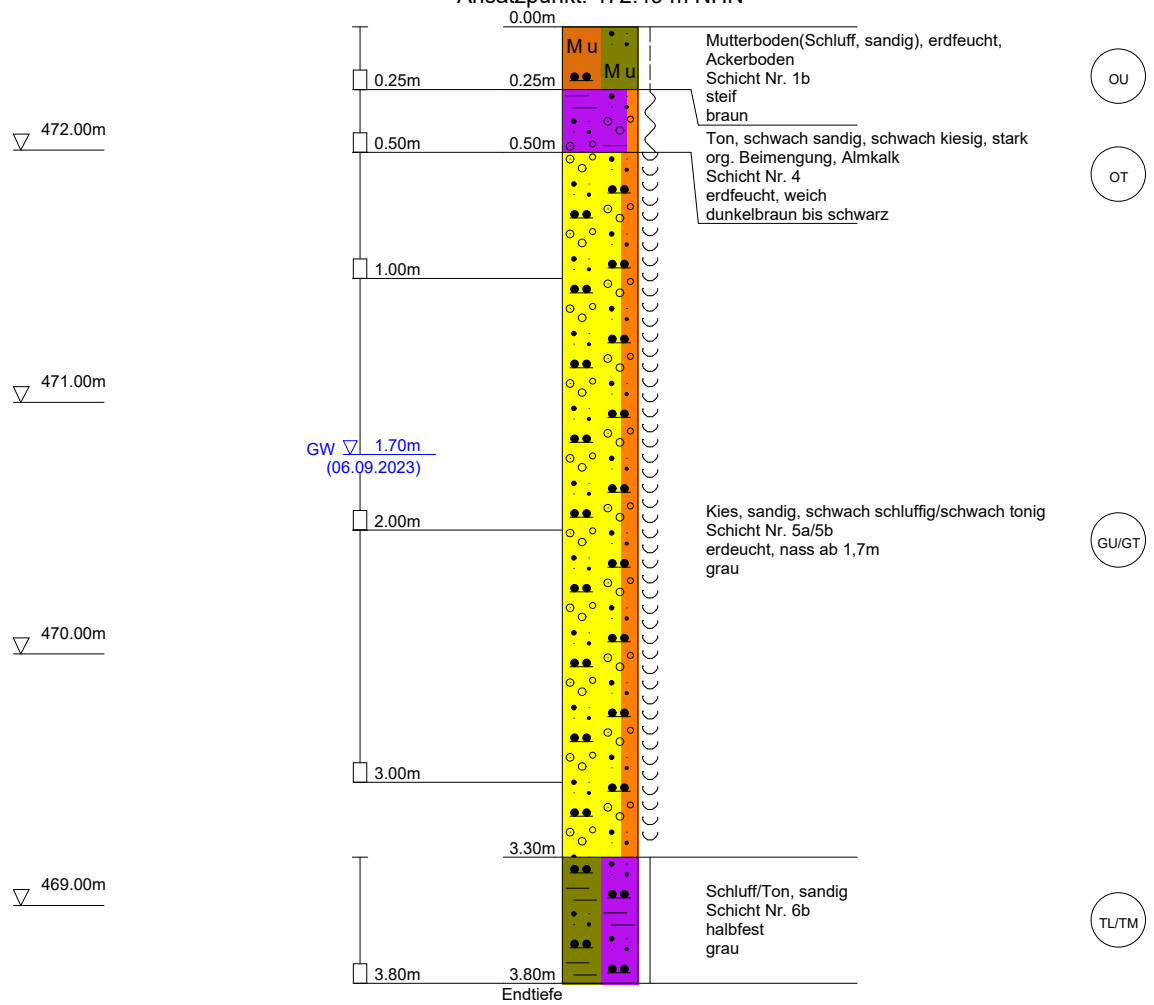 0.00m
M u
M u
0.25m
0.25m
Mutterboden(Schluff, sandig), erdfeucht,
Ackerboden
Schicht Nr. 1b
steif
braun
OU
472.00m
0.50m
0.50m
Ton, schwach sandig, schwach kiesig, stark
org. Beimengung, Almkalk
Schicht Nr. 4
erdfeucht, weich
dunkelbraun bis schwarz
OT
1.00m
471.00m
GW 1.70m
(06.09.2023)
2.00m
Kies, sandig, schwach schluffig/schwach tonig
Schicht Nr. 5a/5b
erdeucht, nass ab 1,7m
grau
GU/GT
470.00m
3.00m
3.30m
469.00m
Schluff/Ton, sandig
Schicht Nr. 6b
halbfest
grau
TL/TM
3.80m
3.80m
Endtiefe